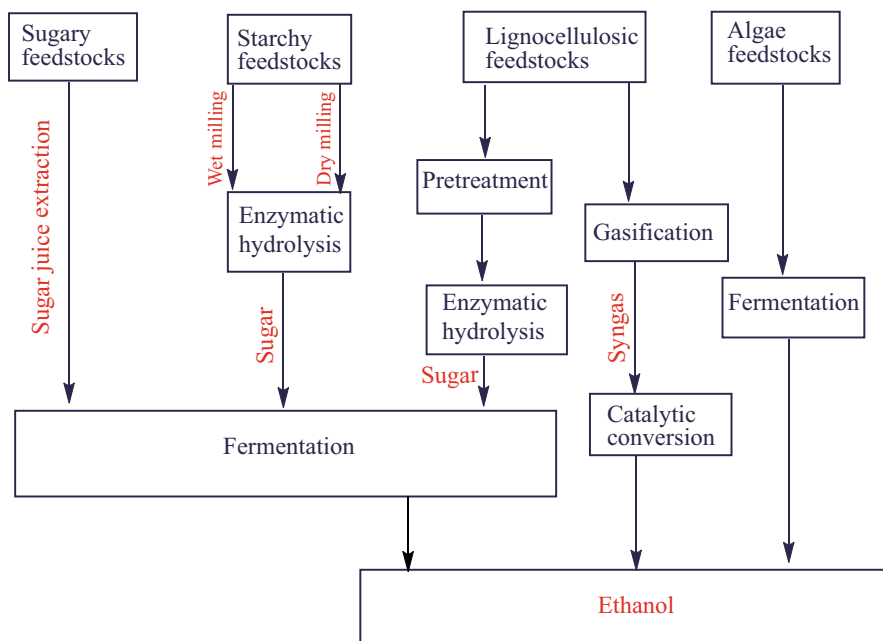 Sugary
feedstocks
Starchy
feedstocks
Lignocellulosic
feedstocks
Algae
feedstocks
Sugar juice extraction
Wet milling
Dry milling
Pretreatment
Enzymatic
hydrolysis
Gasification
Enzymatic
hydrolysis
Fermentation
Sugar
Sugar
Syngas
Catalytic
conversion
Fermentation
Ethanol